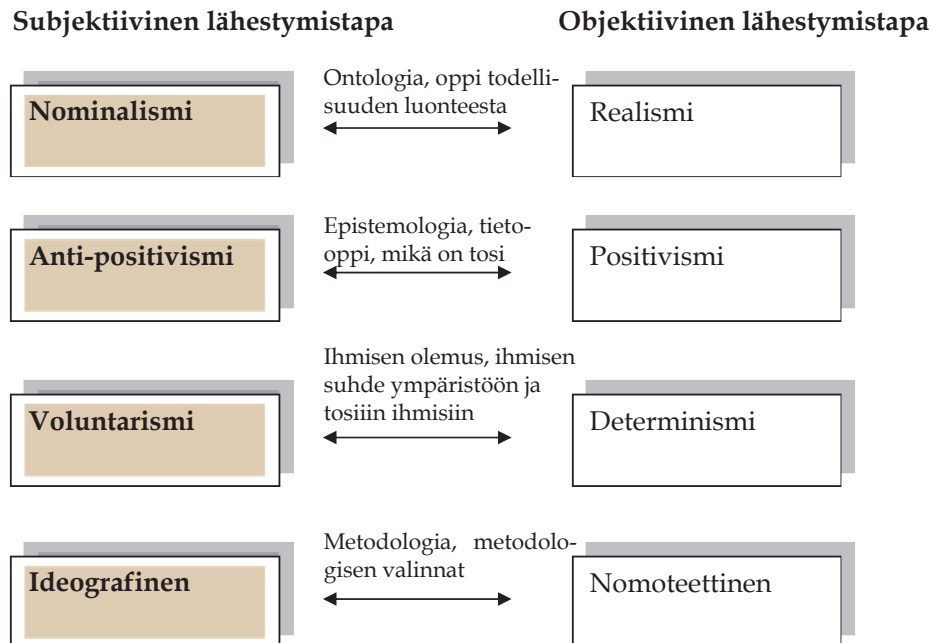 Subjektiivinen lähestymistapa
Objektiivinen lähestymistapa
Nominalismi
Ontologia, oppi todelli-
suuden luonteesta
Realismi
Anti-positivismi
Epistemologia, tieto-
oppi, mikä on tosi
Positivismi
Voluntarismi
Ihmisen olemus, ihmisen
suhde ympäristöön ja
tosiiin ihmisiin
Determinismi
Ideografinen
Metodologia, metodolo-
gisen valinnat
Nomoteettinen